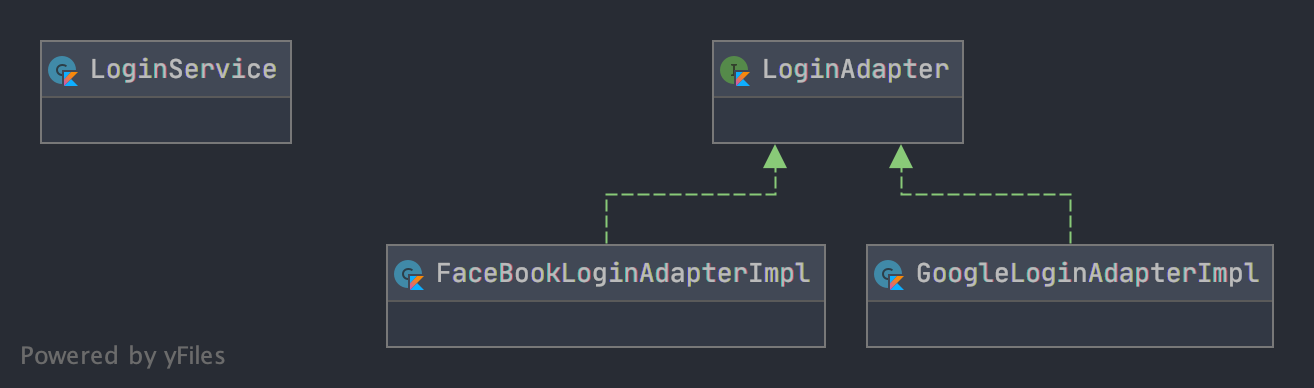 LoginService
LoginAdapter
FaceBookLoginAdapterImpl
GoogleLoginAdapterImpl
Powered by yFiles